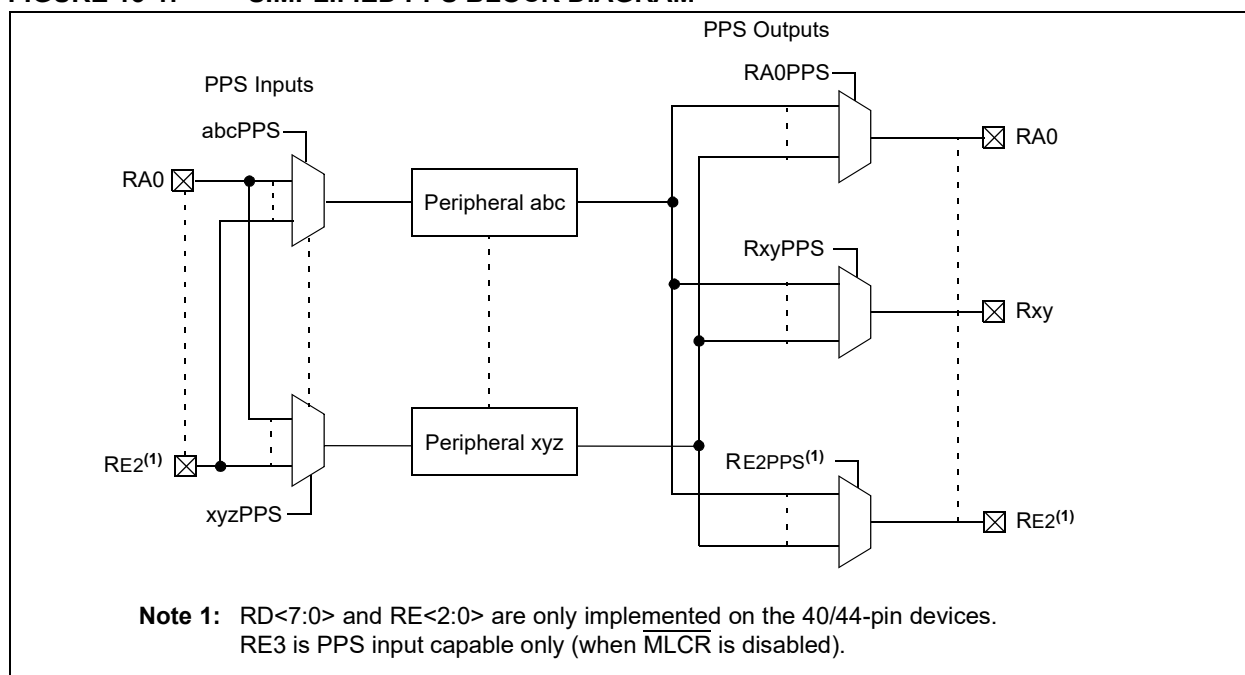 PPS Outputs
RA0PPS
PPS Inputs
abcPPS
RA0
RA0
Peripheral abc
RxyPPS
Rxy
Peripheral xyz
RE2(1)
RE2PPS(1)
xyzPPS
RE2(1)
Note 1: RD<7:0> and RE<2:0> are only implemented on the 40/44-pin devices.
RE3 is PPS input capable only (when MLCR is disabled).